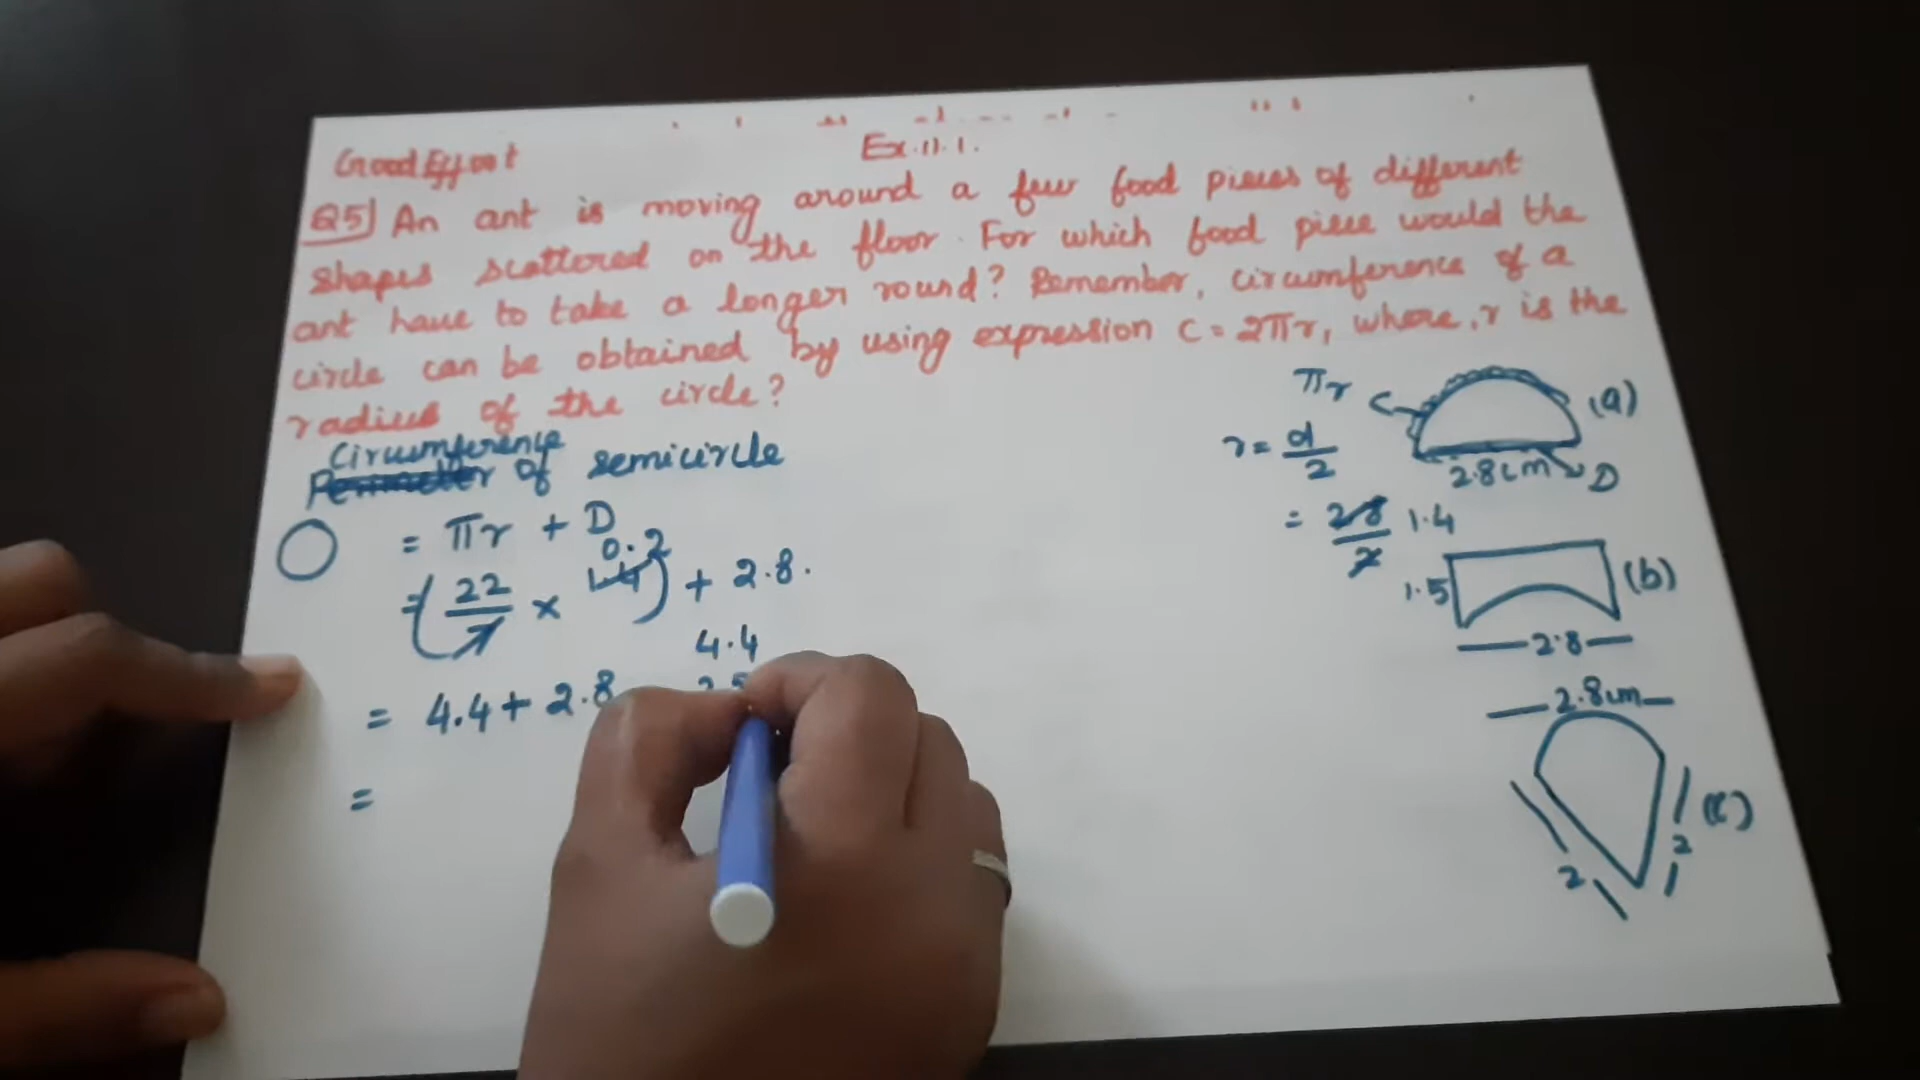 Good Effort
Ex.11.1.
Q5] An ant is moving around a few food pieces of different
shapes scattered on the floor. For which food piece would the
ant have to take a longer round? Remember, circumference of a
circle can be obtained by using expression C = 2πr, where, r is the
radius of the circle?
Circumference
of semicircle
= πr + D
0.2
=( 22/7 × 1.4) + 2.8.
4.4
= 4.4 + 2.8
=
πr
C
(a)
r = d/2
2.8cm
D
= 2.8/2 1.4
1.5
(b)
2.8
2.8cm
(c)
2
2